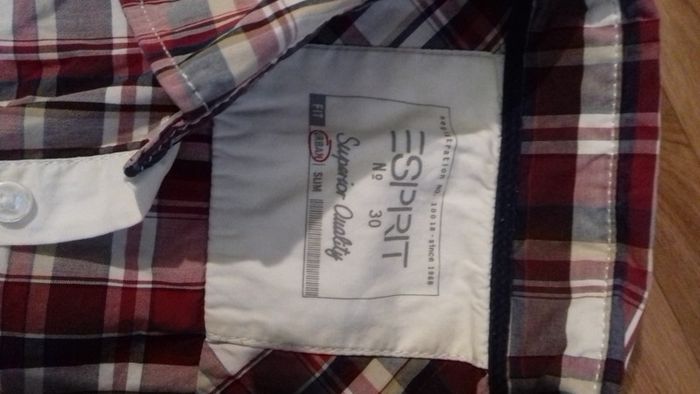 registration No. 10018 - since 1968
ESPRIT
No 30
Superior Quality
FIT URBAN SLIM